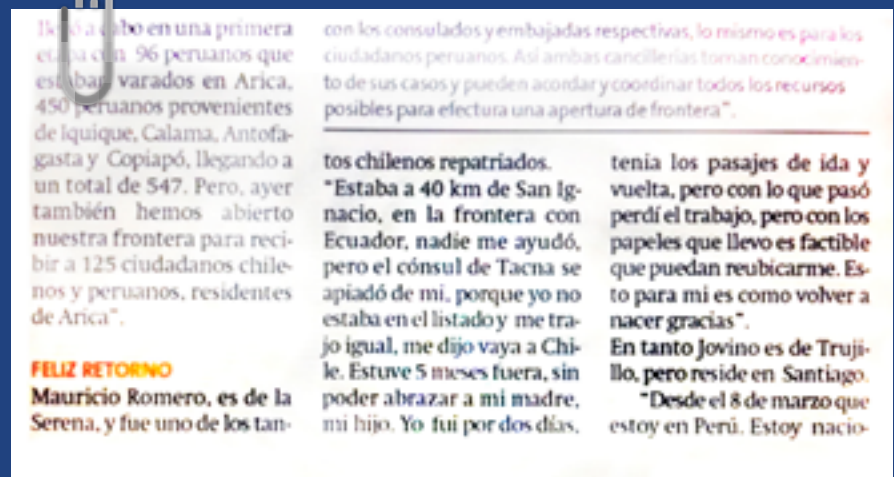 llevó a cabo en una primera
etapa con 96 peruanos que
estaban varados en Arica,
450 peruanos provenientes
de Iquique, Calama, Antofa-
gasta y Copiapó, llegando a
un total de 547. Pero, ayer
también hemos abierto
nuestra frontera para reci-
bir a 125 ciudadanos chile-
nos y peruanos, residentes
de Arica".
FELIZ RETORNO
Mauricio Romero, es de la
Serena, y fue uno de los tan-
con los consulados y embajadas respectivas, lo mismo es para los
ciudadanos peruanos. Así ambas cancillerías toman conocimien-
to de sus casos y pueden acordar y coordinar todos los recursos
posibles para efectura una apertura de frontera".
tos chilenos repatriados.
"Estaba a 40 km de San Ig-
nacio, en la frontera con
Ecuador, nadie me ayudó,
pero el cónsul de Tacna se
apiadó de mi, porque yo no
estaba en el listado y me tra-
jo igual, me dijo vaya a Chi-
le. Estuve 5 meses fuera, sin
poder abrazar a mi madre,
mi hijo. Yo fui por dos días,
tenia los pasajes de ida y
vuelta, pero con lo que pasó
perdí el trabajo, pero con los
papeles que llevo es factible
que puedan reubicarme. Es-
to para mi es como volver a
nacer gracias".
En tanto Jovino es de Truji-
llo, pero reside en Santiago.
"Desde el 8 de marzo que
estoy en Perú. Estoy nacio-